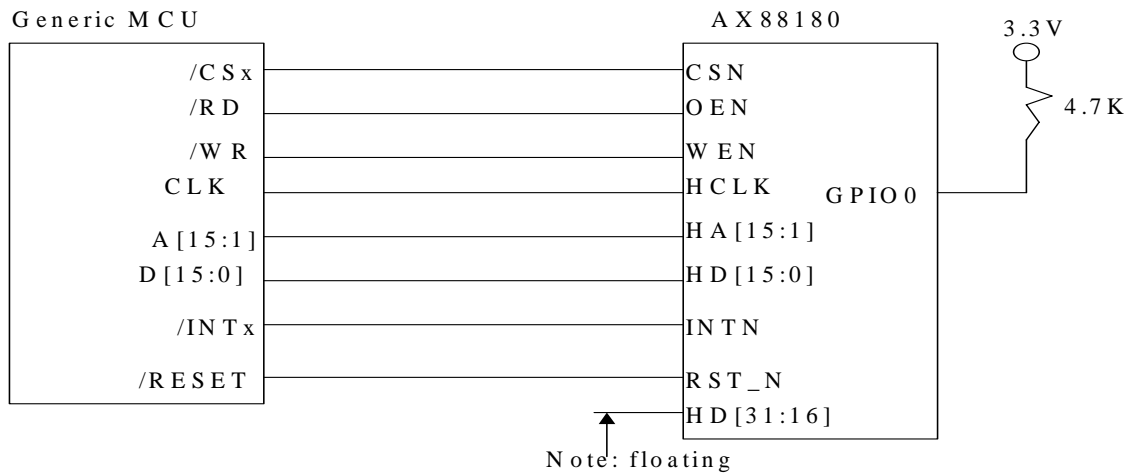 Generic MCU
AX88180
3.3V
/CSx
CSN
4.7K
/RD
OEN
/WR
WEN
CLK
HCLK
GPIO0
A[15:1]
HA[15:1]
D[15:0]
HD[15:0]
/INTx
INTN
/RESET
RST_N
HD[31:16]
Note: floating